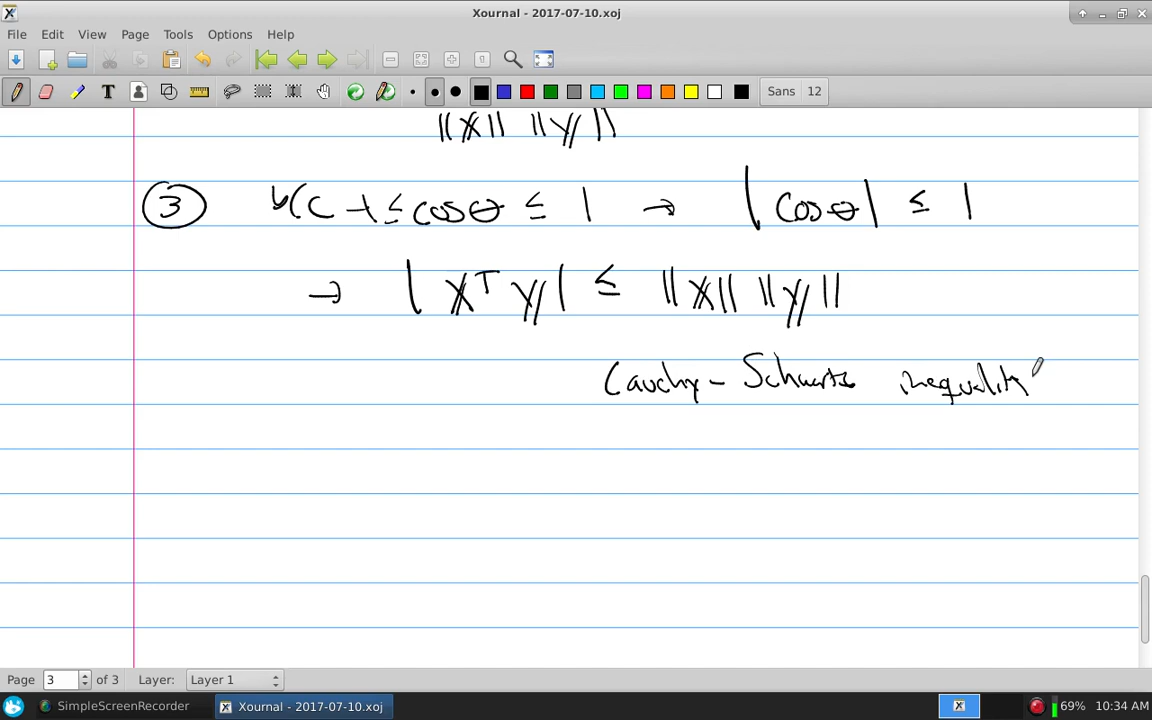 Xournal - 2017-07-10.xoj
File Edit View Page Tools Options Help
Sans 12
||x|| ||y||
③ b/c -1 ≤ cosθ ≤ 1 → |cosθ| ≤ 1
→ |xᵀy| ≤ ||x|| ||y||
Cauchy - Schwartz inequality
Page 3 of 3 Layer: Layer 1
SimpleScreenRecorder Xournal - 2017-07-10.xoj 69% 10:34 AM